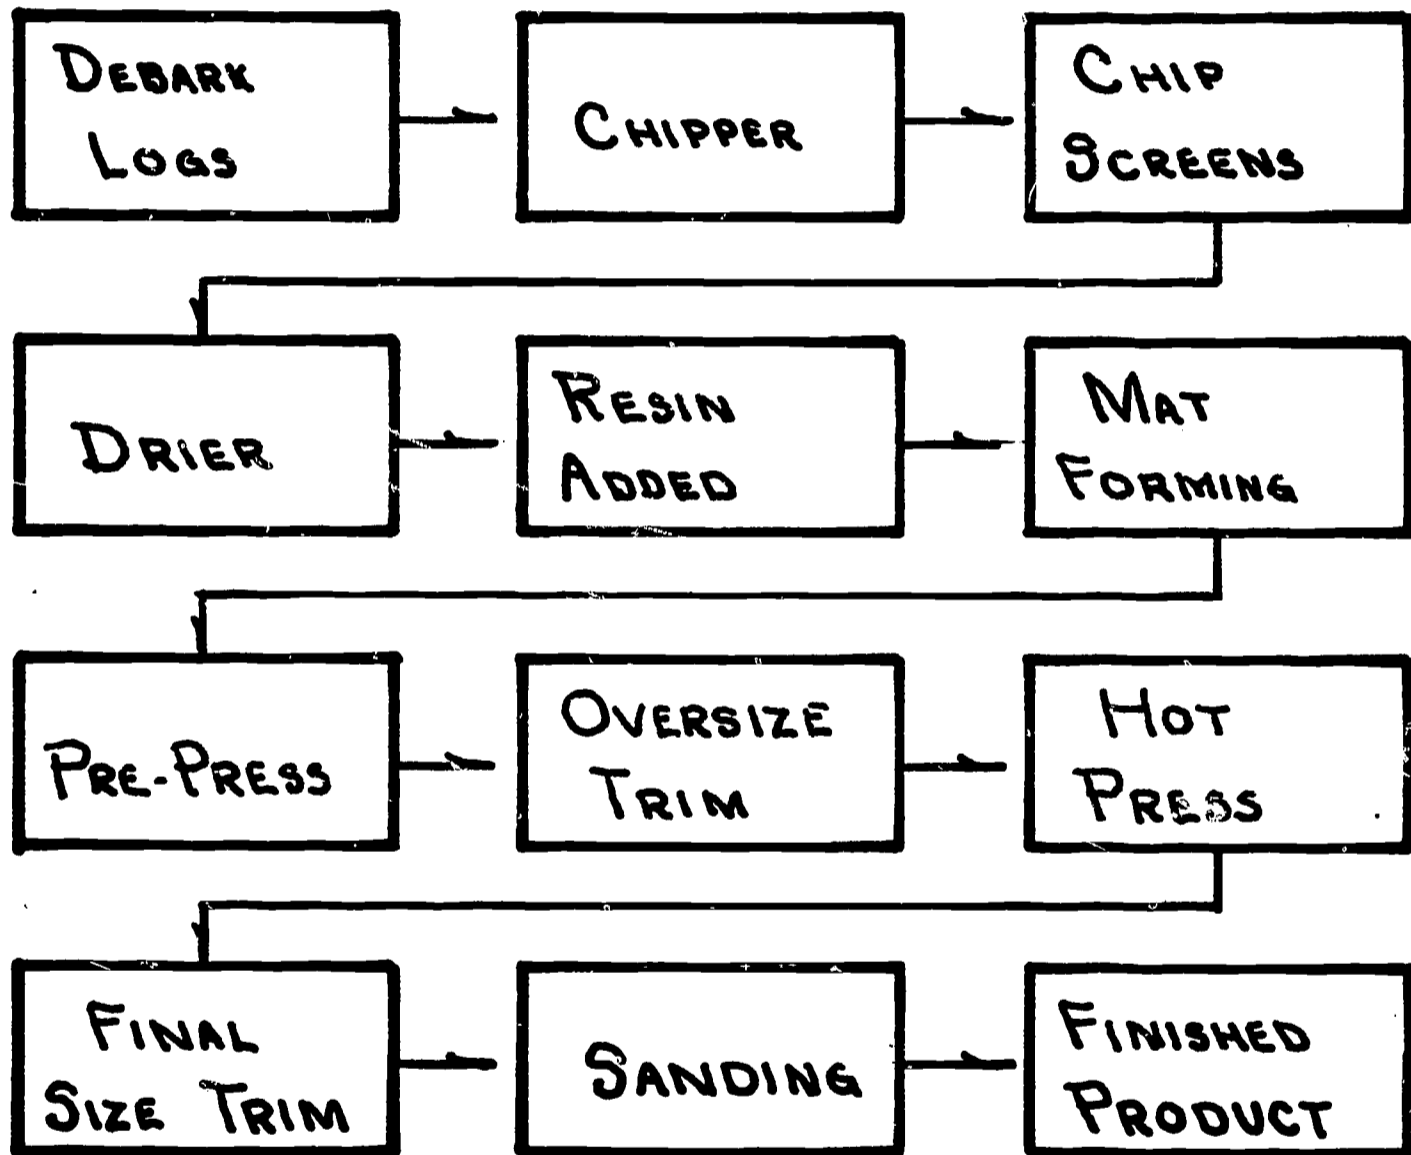 DEBARK
LOGS
CHIPPER
CHIP
SCREENS
DRIER
RESIN
ADDED
MAT
FORMING
PRE-PRESS
OVERSIZE
TRIM
HOT
PRESS
FINAL
SIZE TRIM
SANDING
FINISHED
PRODUCT